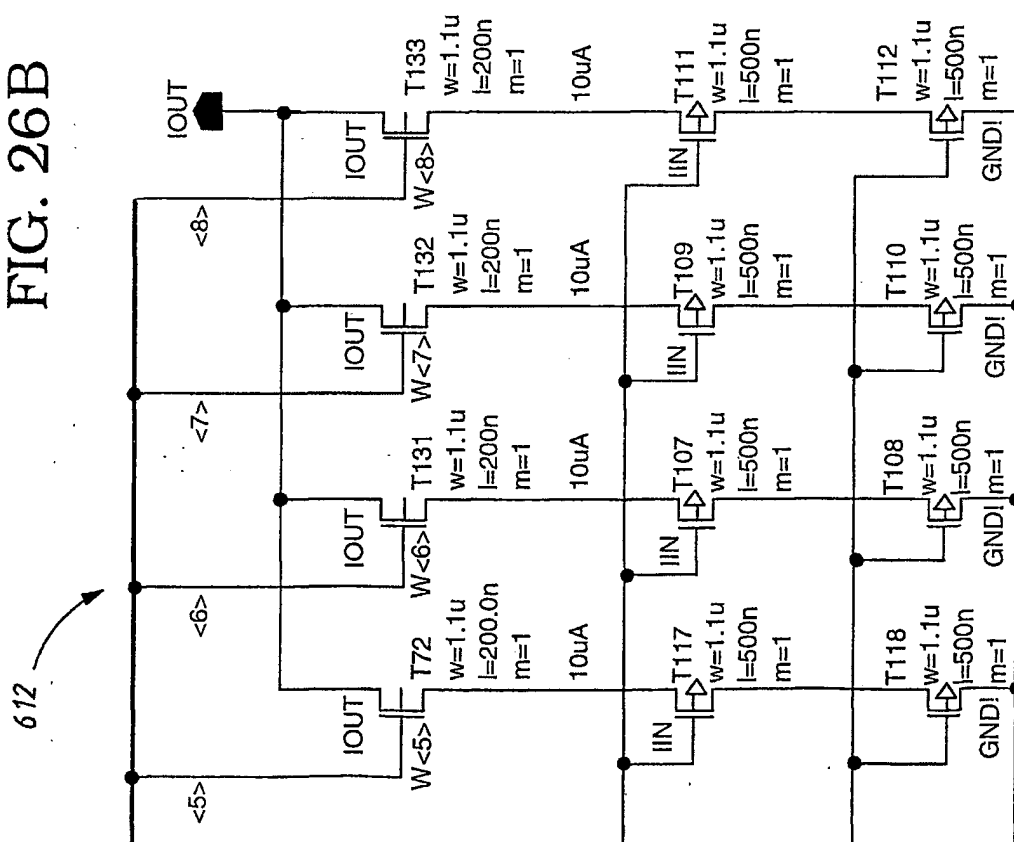 FIG. 26B
612
IOUT
<5>
<6>
<7>
<8>
IOUT
W<5>
T72
w=1.1u
l=200.0n
m=1
10uA
IOUT
W<6>
T131
w=1.1u
l=200n
m=1
10uA
IOUT
W<7>
T132
w=1.1u
l=200n
m=1
10uA
IOUT
W<8>
T133
w=1.1u
l=200n
m=1
10uA
IIN
T117
w=1.1u
l=500n
m=1
IIN
T107
w=1.1u
l=500n
m=1
IIN
T109
w=1.1u
l=500n
m=1
IIN
T111
w=1.1u
l=500n
m=1
T118
w=1.1u
l=500n
m=1
GND!
T108
w=1.1u
l=500n
m=1
GND!
T110
w=1.1u
l=500n
m=1
GND!
T112
w=1.1u
l=500n
m=1
GND!